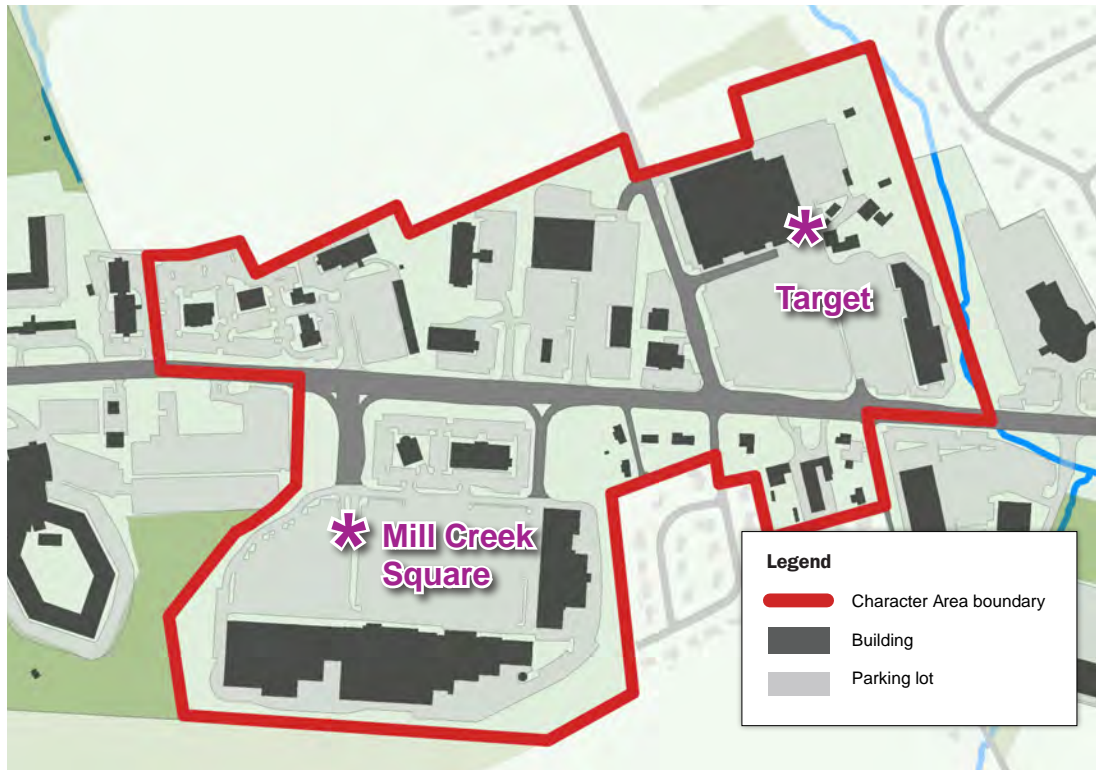 Target
Mill Creek
Square
Legend
Character Area boundary
Building
Parking lot